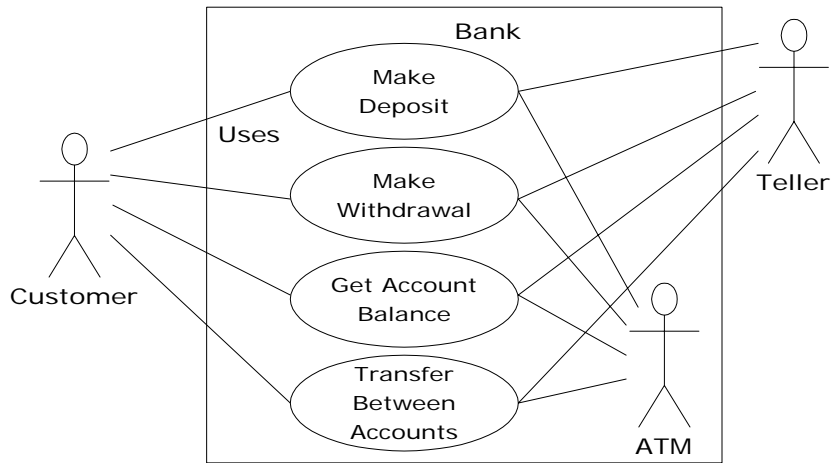 Bank
Make
Deposit
Uses
Make
Withdrawal
Teller
Customer
Get Account
Balance
Transfer
Between
Accounts
ATM